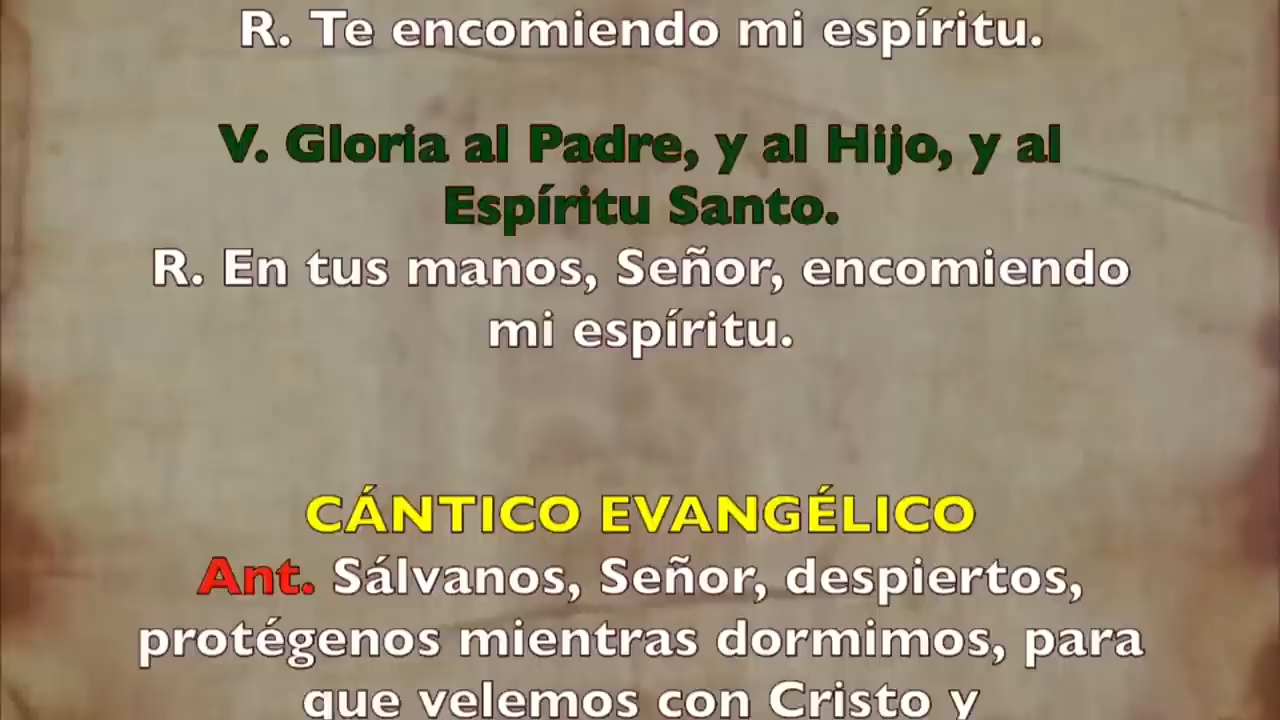 R. Te encomiendo mi espíritu.
V. Gloria al Padre, y al Hijo, y al
Espíritu Santo.
R. En tus manos, Señor, encomiendo
mi espíritu.
CÁNTICO EVANGÉLICO
Ant. Sálvanos, Señor, despiertos,
protégenos mientras dormimos, para
que velemos con Cristo y